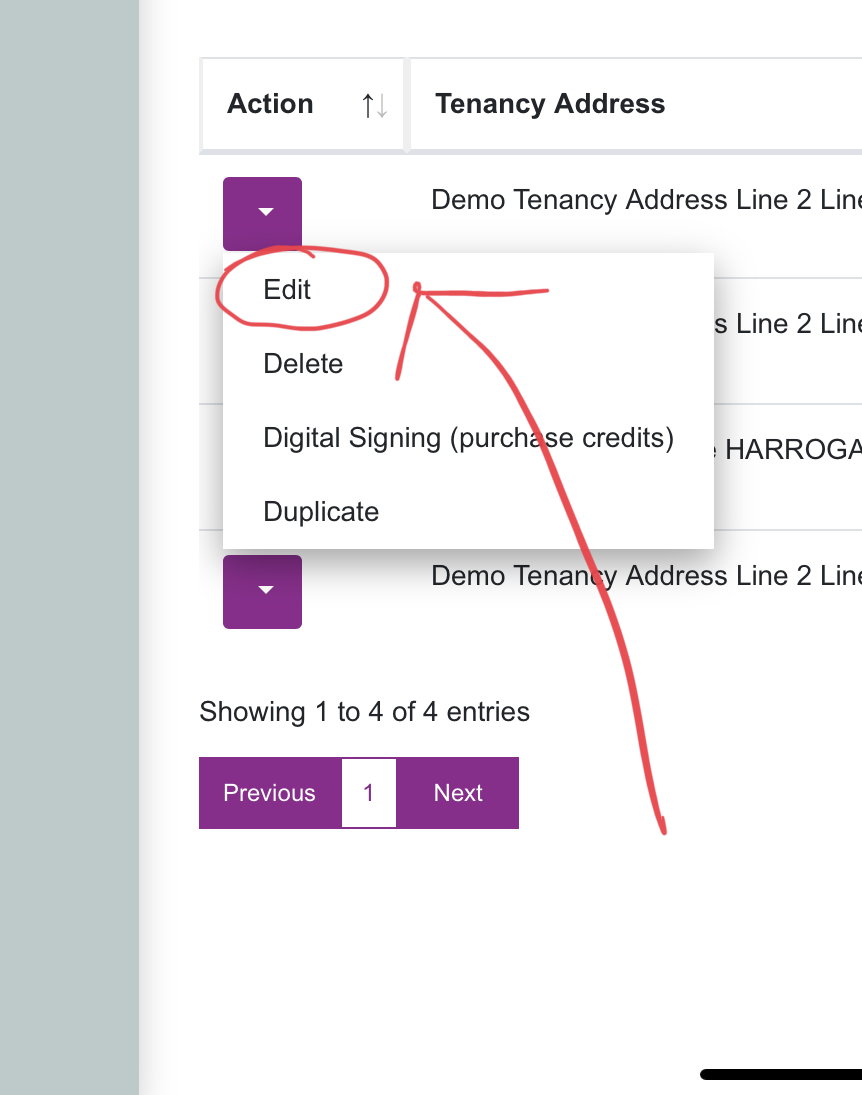 Action ↑↓ Tenancy Address
Demo Tenancy Address Line 2 Line
Edit
s Line 2 Line
Delete
Digital Signing (purchase credits)
HARROGA
Duplicate
Demo Tenancy Address Line 2 Line
Showing 1 to 4 of 4 entries
Previous 1 Next